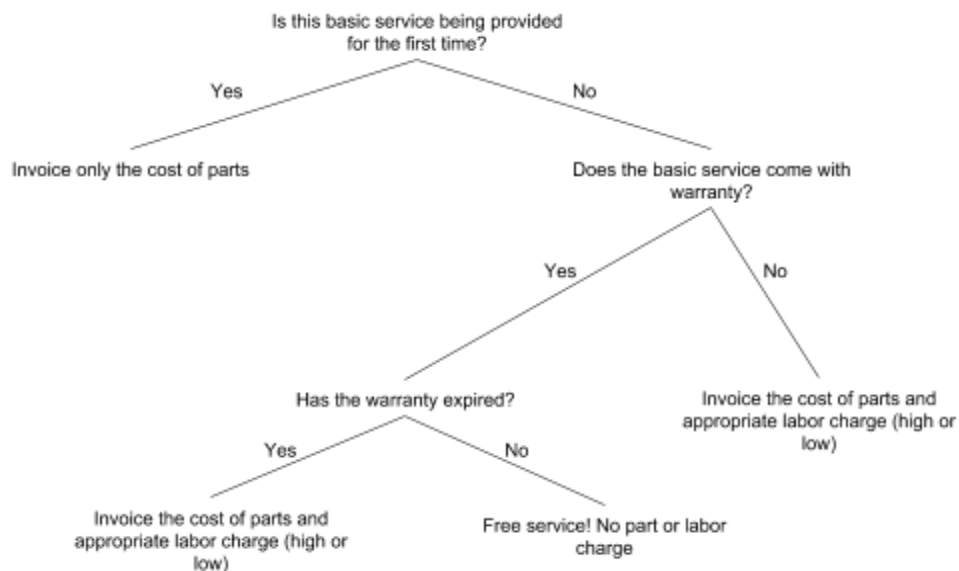 Is this basic service being provided
for the first time?
Yes
No
Invoice only the cost of parts
Does the basic service come with
warranty?
Yes
No
Has the warranty expired?
Invoice the cost of parts and
appropriate labor charge (high or
low)
Yes
No
Invoice the cost of parts and
appropriate labor charge (high or
low)
Free service! No part or labor
charge